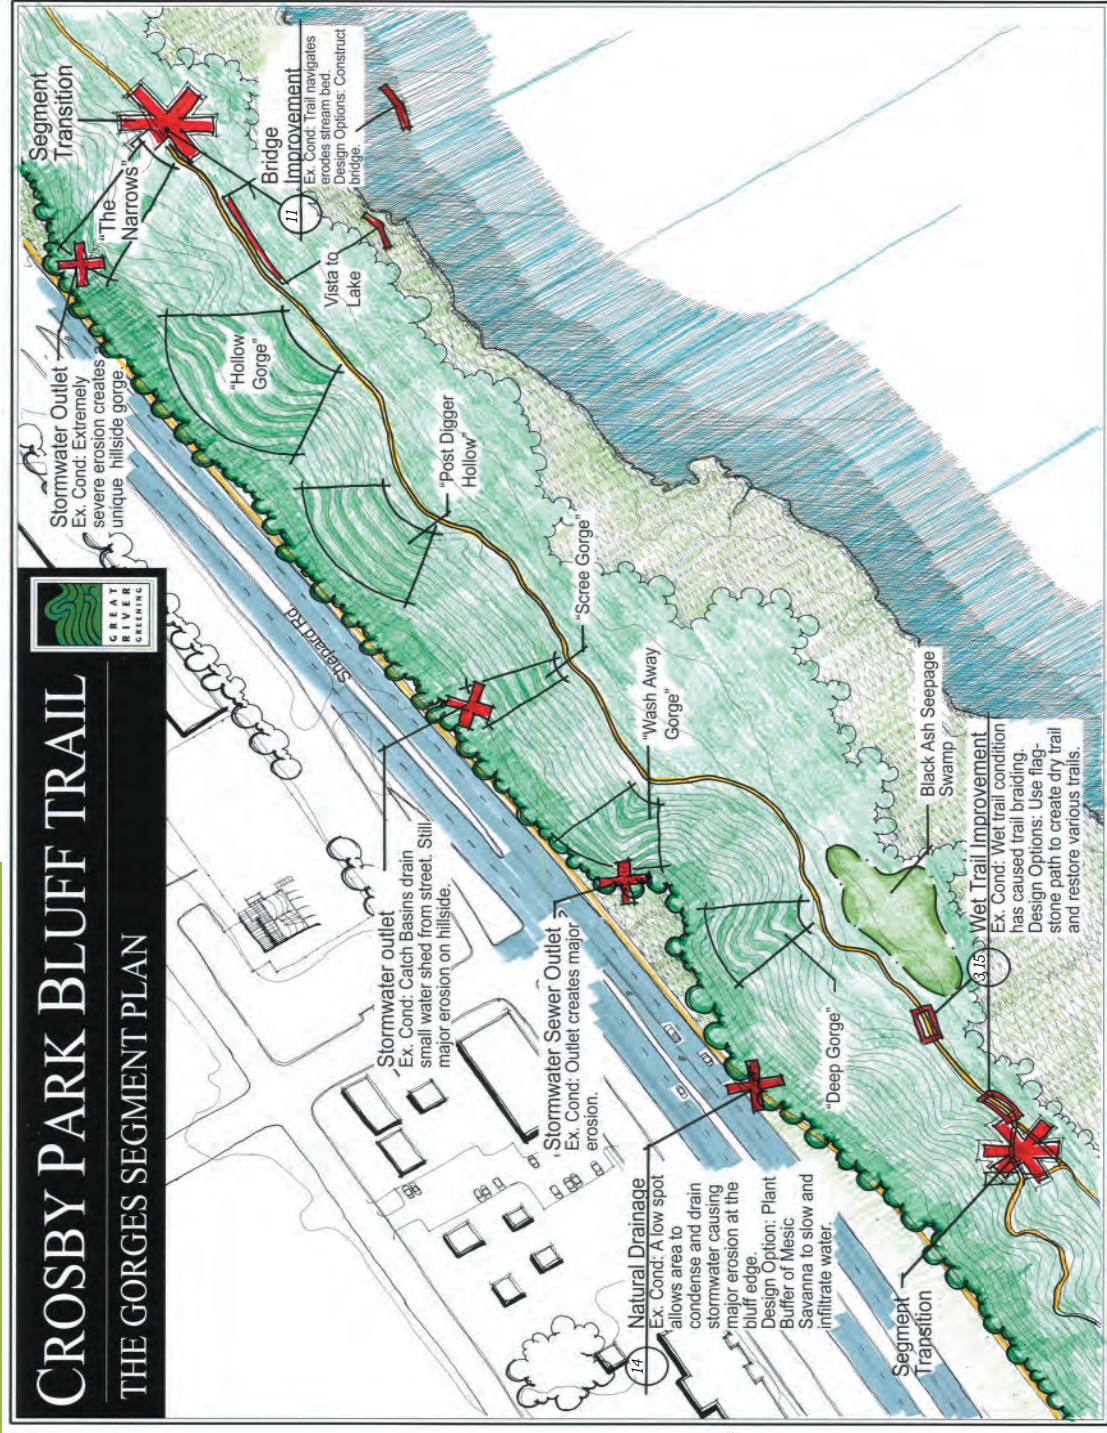 CROSBY PARK BLUFF TRAIL
THE GORGES SEGMENT PLAN
GREAT
RIVER
GREENING
Segment
Transition
"The
Narrows"
Stormwater Outlet
Ex. Cond: Extremely
severe erosion creates a
unique hillside gorge.
11
Bridge
Improvement
Ex. Cond: Trail navigates
erodes stream bed.
Design Options: Construct
bridge.
Vista to
Lake
"Hollow
Gorge"
"Post Digger
Hollow"
"Scree Gorge"
Shepard Rd.
Stormwater outlet
Ex. Cond: Catch Basins drain
small water shed from street. Still
major erosion on hillside.
"Wash Away
Gorge"
Stormwater Sewer Outlet
Ex. Cond: Outlet creates major
erosion.
Black Ash Seepage
Swamp
3,15
Wet Trail Improvement
Ex. Cond: Wet trail condition
has caused trail braiding.
Design Options: Use flag-
stone path to create dry trail
and restore various trails.
"Deep Gorge"
14
Natural Drainage
Ex. Cond: A low spot
allows area to
condense and drain
stormwater causing
major erosion at the
bluff edge.
Design Option: Plant
Buffer of Mesic
Savanna to slow and
infiltrate water.
Segment
Transition